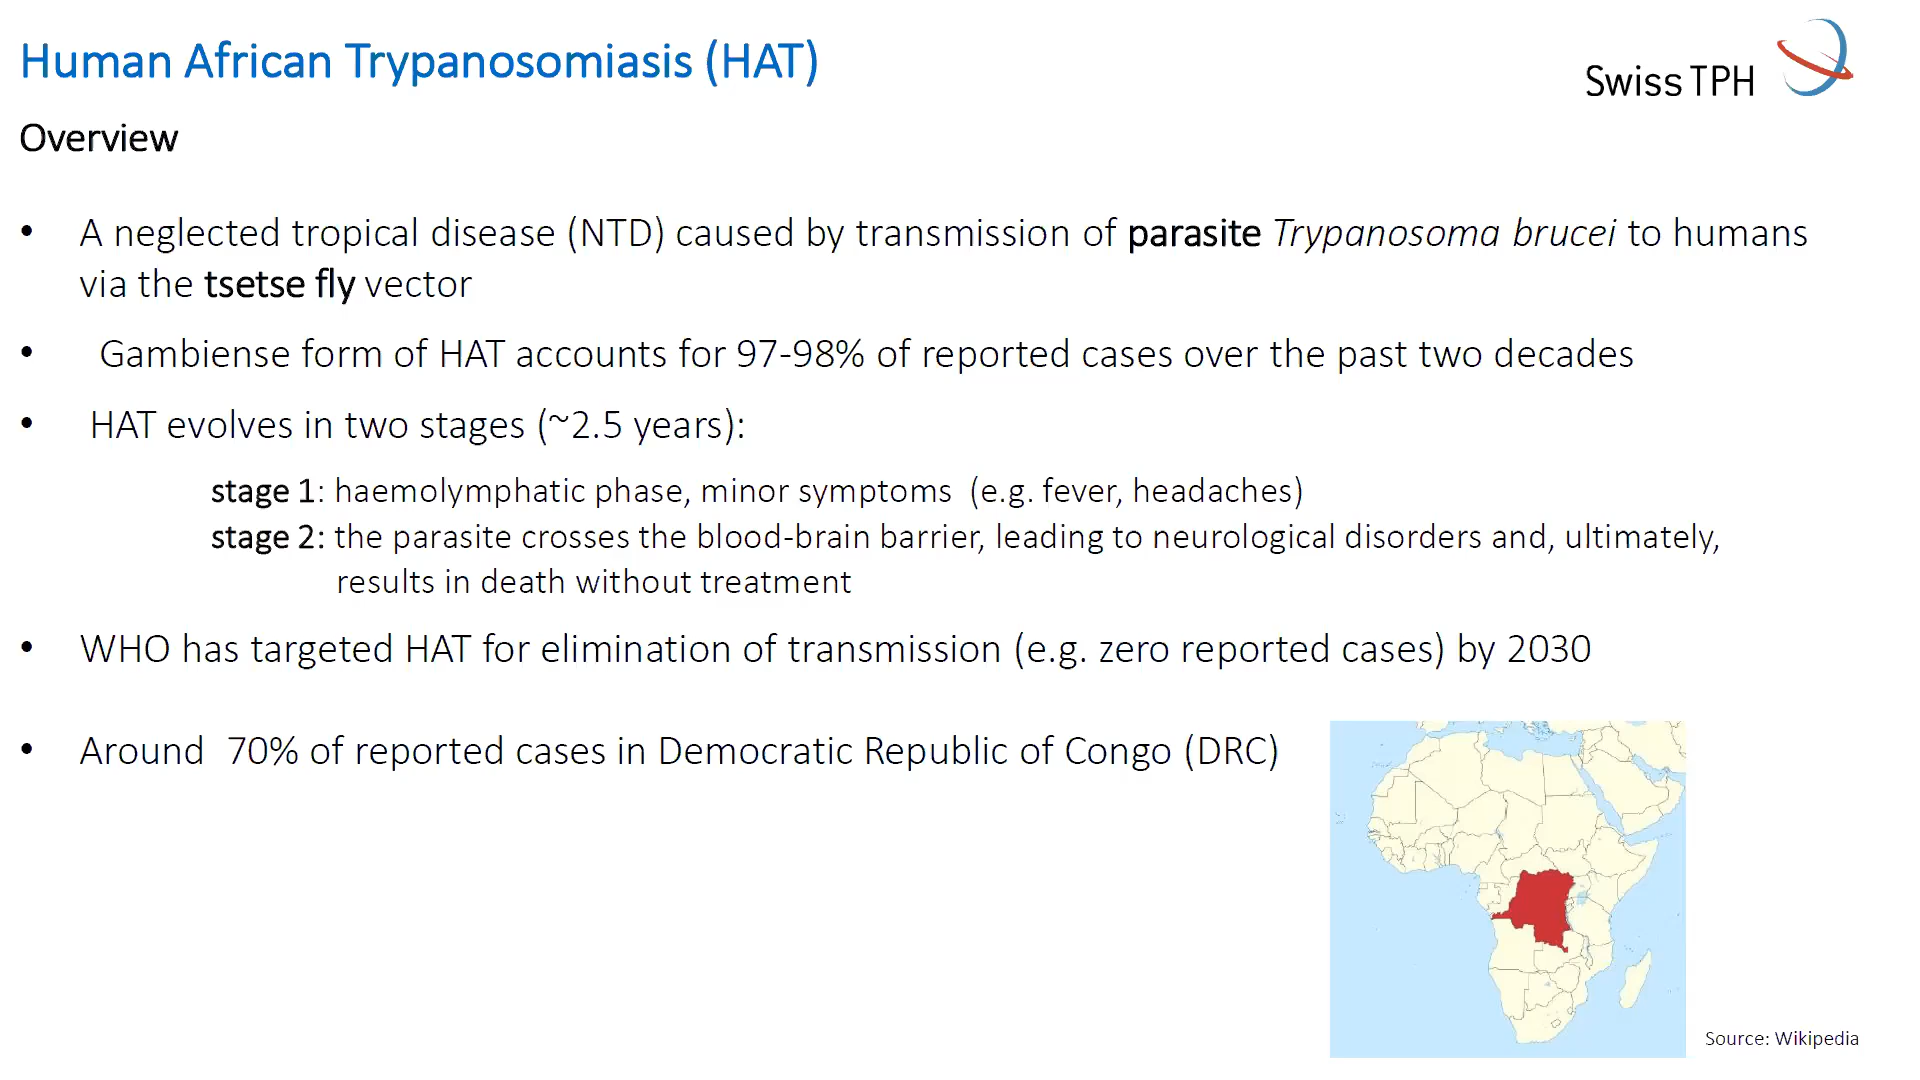 Human African Trypanosomiasis (HAT)
Swiss TPH
Overview
• A neglected tropical disease (NTD) caused by transmission of parasite Trypanosoma brucei to humans
via the tsetse fly vector
• Gambiense form of HAT accounts for 97-98% of reported cases over the past two decades
• HAT evolves in two stages (~2.5 years):
stage 1: haemolymphatic phase, minor symptoms (e.g. fever, headaches)
stage 2: the parasite crosses the blood-brain barrier, leading to neurological disorders and, ultimately,
results in death without treatment
• WHO has targeted HAT for elimination of transmission (e.g. zero reported cases) by 2030
• Around 70% of reported cases in Democratic Republic of Congo (DRC)
Source: Wikipedia